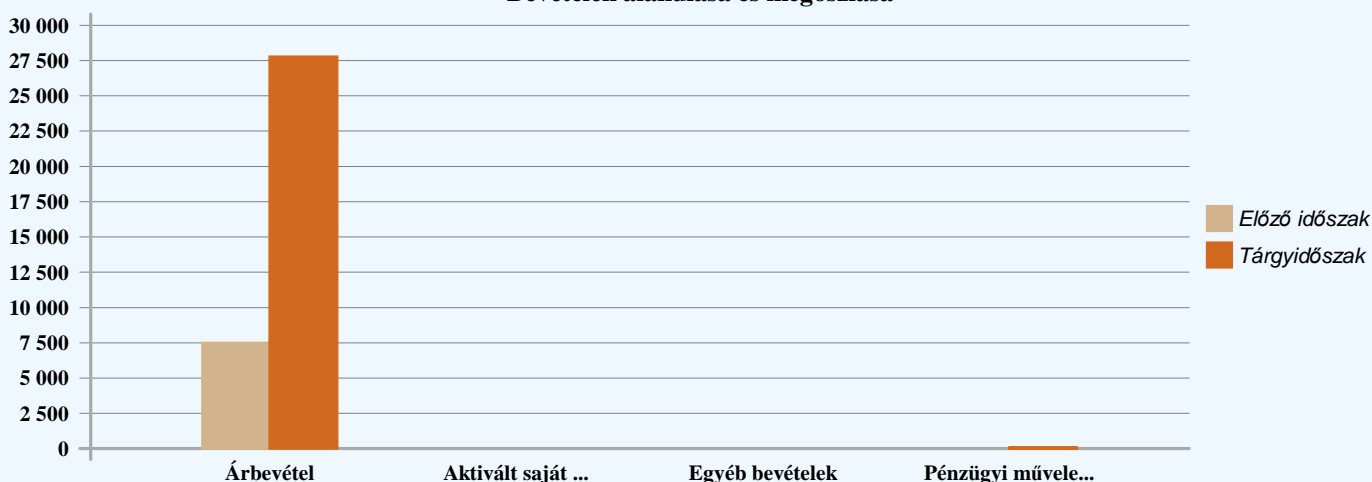 30 000
27 500
25 000
22 500
20 000
17 500
15 000
12 500
10 000
7 500
5 000
2 500
0
Árbevétel
Aktivált saját ...
Egyéb bevételek
Pénzügyi művele...
Előző időszak
Tárgyidőszak